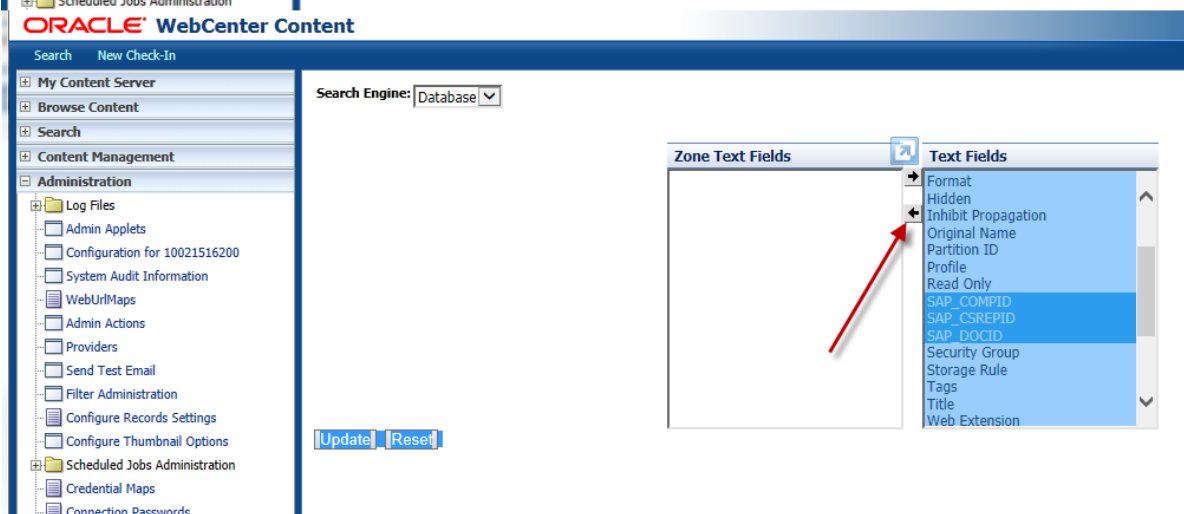 Scheduled Jobs Administration
ORACLE WebCenter Content
Search New Check-In
My Content Server
Browse Content
Search
Content Management
Administration
Log Files
Admin Applets
Configuration for 10021516200
System Audit Information
WebUrlMaps
Admin Actions
Providers
Send Test Email
Filter Administration
Configure Records Settings
Configure Thumbnail Options
Scheduled Jobs Administration
Credential Maps
Connection Passwords
Search Engine: Database
Zone Text Fields
Text Fields
Format
Hidden
Inhibit Propagation
Original Name
Partition ID
Profile
Read Only
SAP_COMPID
SAP_CSREPID
SAP_DOCID
Security Group
Storage Rule
Tags
Title
Web Extension
Update Reset